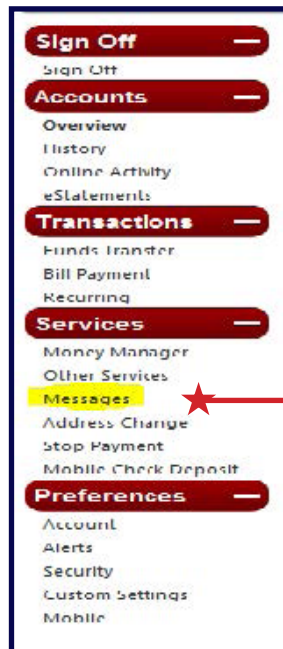 Sign Off
Sign Off
Accounts
Overview
History
Online Activity
eStatements
Transactions
Funds Transfer
Bill Payment
Recurring
Services
Money Manager
Other Services
Messages
Address Change
Stop Payment
Mobile Check Deposit
Preferences
Account
Alerts
Security
Custom Settings
Mobile